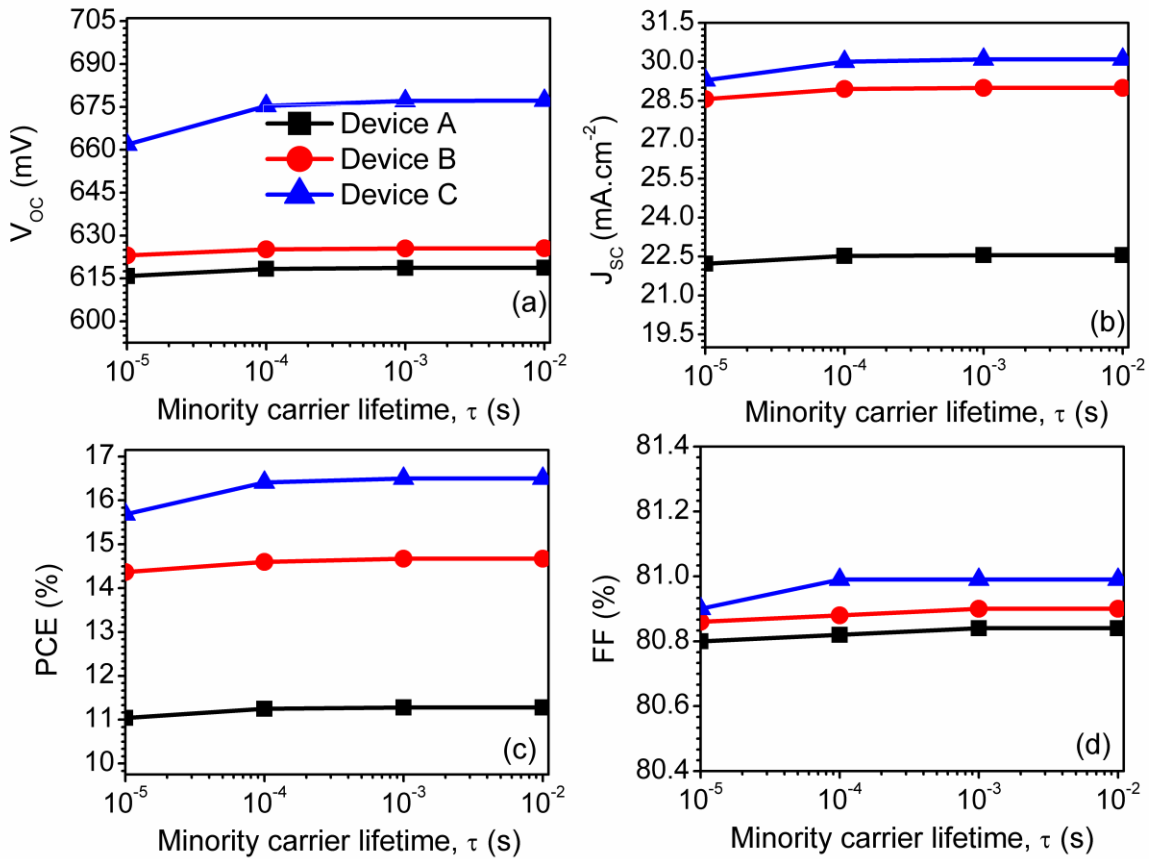 705
690
675
660
645
630
615
600
V_OC (mV)
Device A
Device B
Device C
(a)
10^-5 10^-4 10^-3 10^-2
Minority carrier lifetime, τ (s)
31.5
30.0
28.5
27.0
25.5
24.0
22.5
21.0
19.5
J_SC (mA.cm^-2)
(b)
10^-5 10^-4 10^-3 10^-2
Minority carrier lifetime, τ (s)
17
16
15
14
13
12
11
10
PCE (%)
(c)
10^-5 10^-4 10^-3 10^-2
Minority carrier lifetime, τ (s)
81.4
81.2
81.0
80.8
80.6
80.4
FF (%)
(d)
10^-5 10^-4 10^-3 10^-2
Minority carrier lifetime, τ (s)